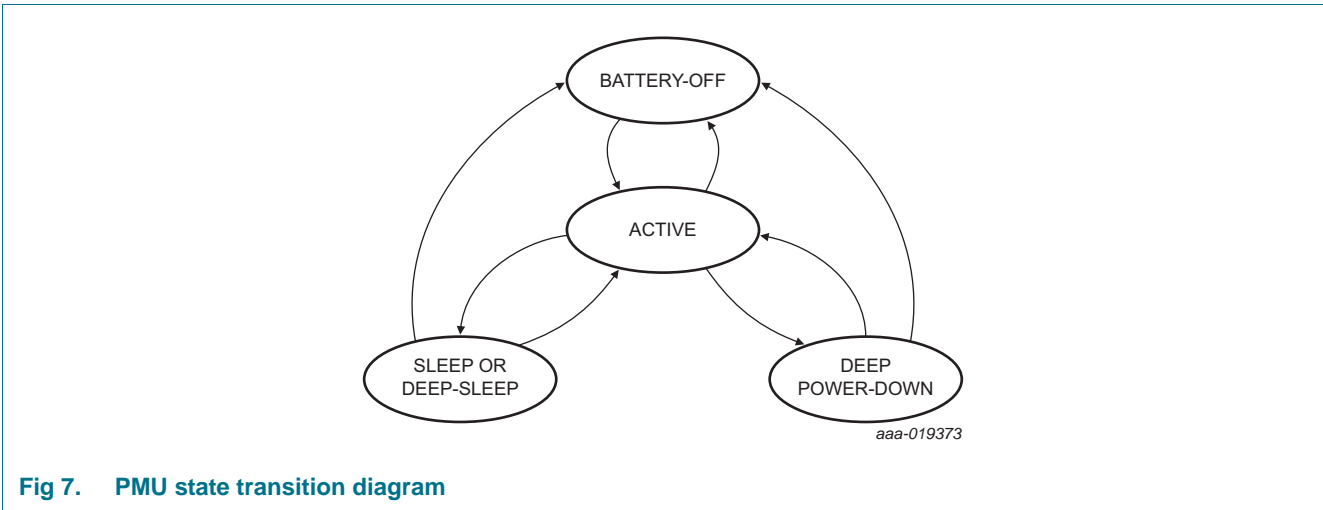 BATTERY-OFF
ACTIVE
SLEEP OR
DEEP-SLEEP
DEEP
POWER-DOWN
aaa-019373
Fig 7. PMU state transition diagram